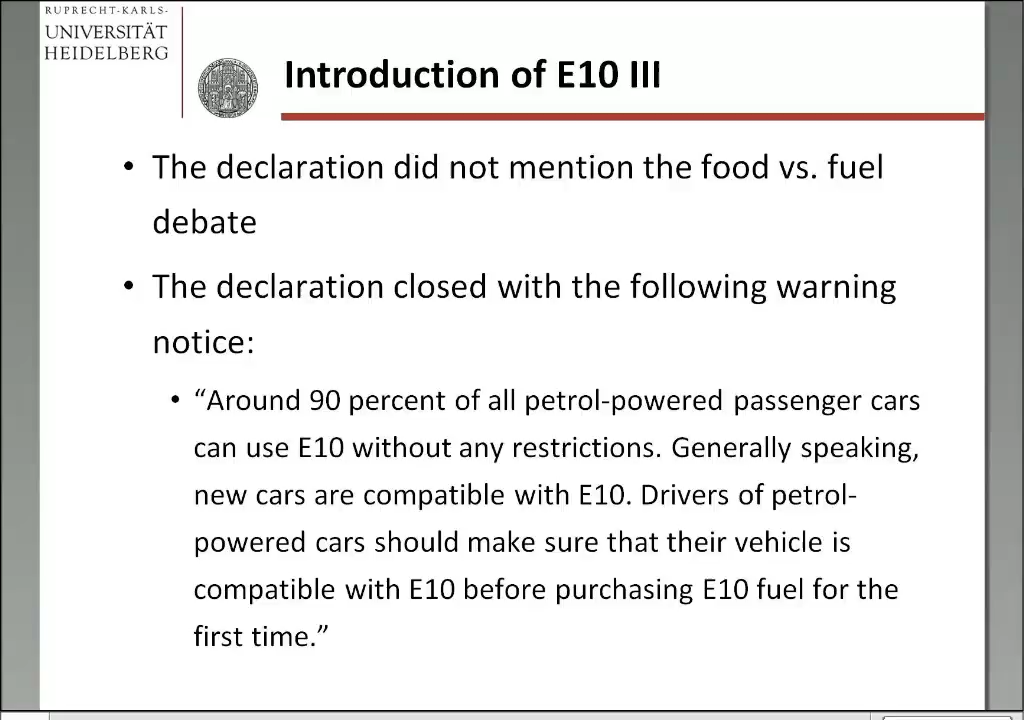 RUPRECHT-KARLS-
UNIVERSITÄT
HEIDELBERG
Introduction of E10 III
• The declaration did not mention the food vs. fuel
debate
• The declaration closed with the following warning
notice:
• “Around 90 percent of all petrol-powered passenger cars
can use E10 without any restrictions. Generally speaking,
new cars are compatible with E10. Drivers of petrol-
powered cars should make sure that their vehicle is
compatible with E10 before purchasing E10 fuel for the
first time.”